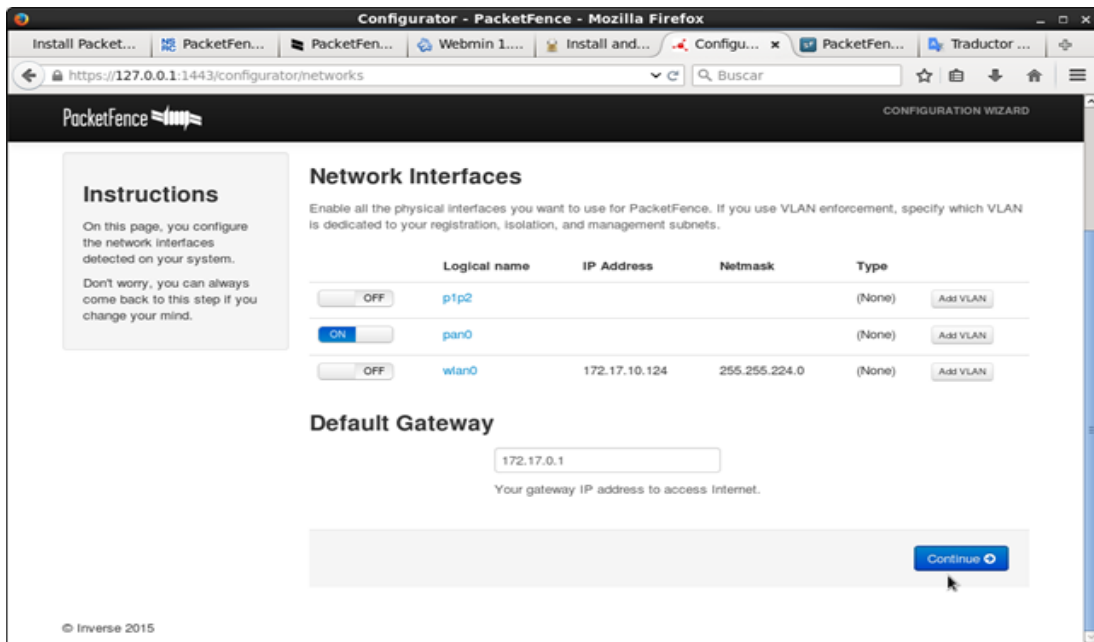 Configurator - PacketFence - Mozilla Firefox
Install Packet... PacketFen... PacketFen... Webmin 1.... Install and... Configu... × PacketFen... Traductor ...
https://127.0.0.1:1443/configurator/networks Buscar
PacketFence CONFIGURATION WIZARD
Instructions
On this page, you configure
the network interfaces
detected on your system.
Don't worry, you can always
come back to this step if you
change your mind.
Network Interfaces
Enable all the physical interfaces you want to use for PacketFence. If you use VLAN enforcement, specify which VLAN
is dedicated to your registration, isolation, and management subnets.
Logical name IP Address Netmask Type
OFF p1p2 (None) Add VLAN
ON pan0 (None) Add VLAN
OFF wlan0 172.17.10.124 255.255.224.0 (None) Add VLAN
Default Gateway
172.17.0.1
Your gateway IP address to access Internet.
Continue
© Inverse 2015